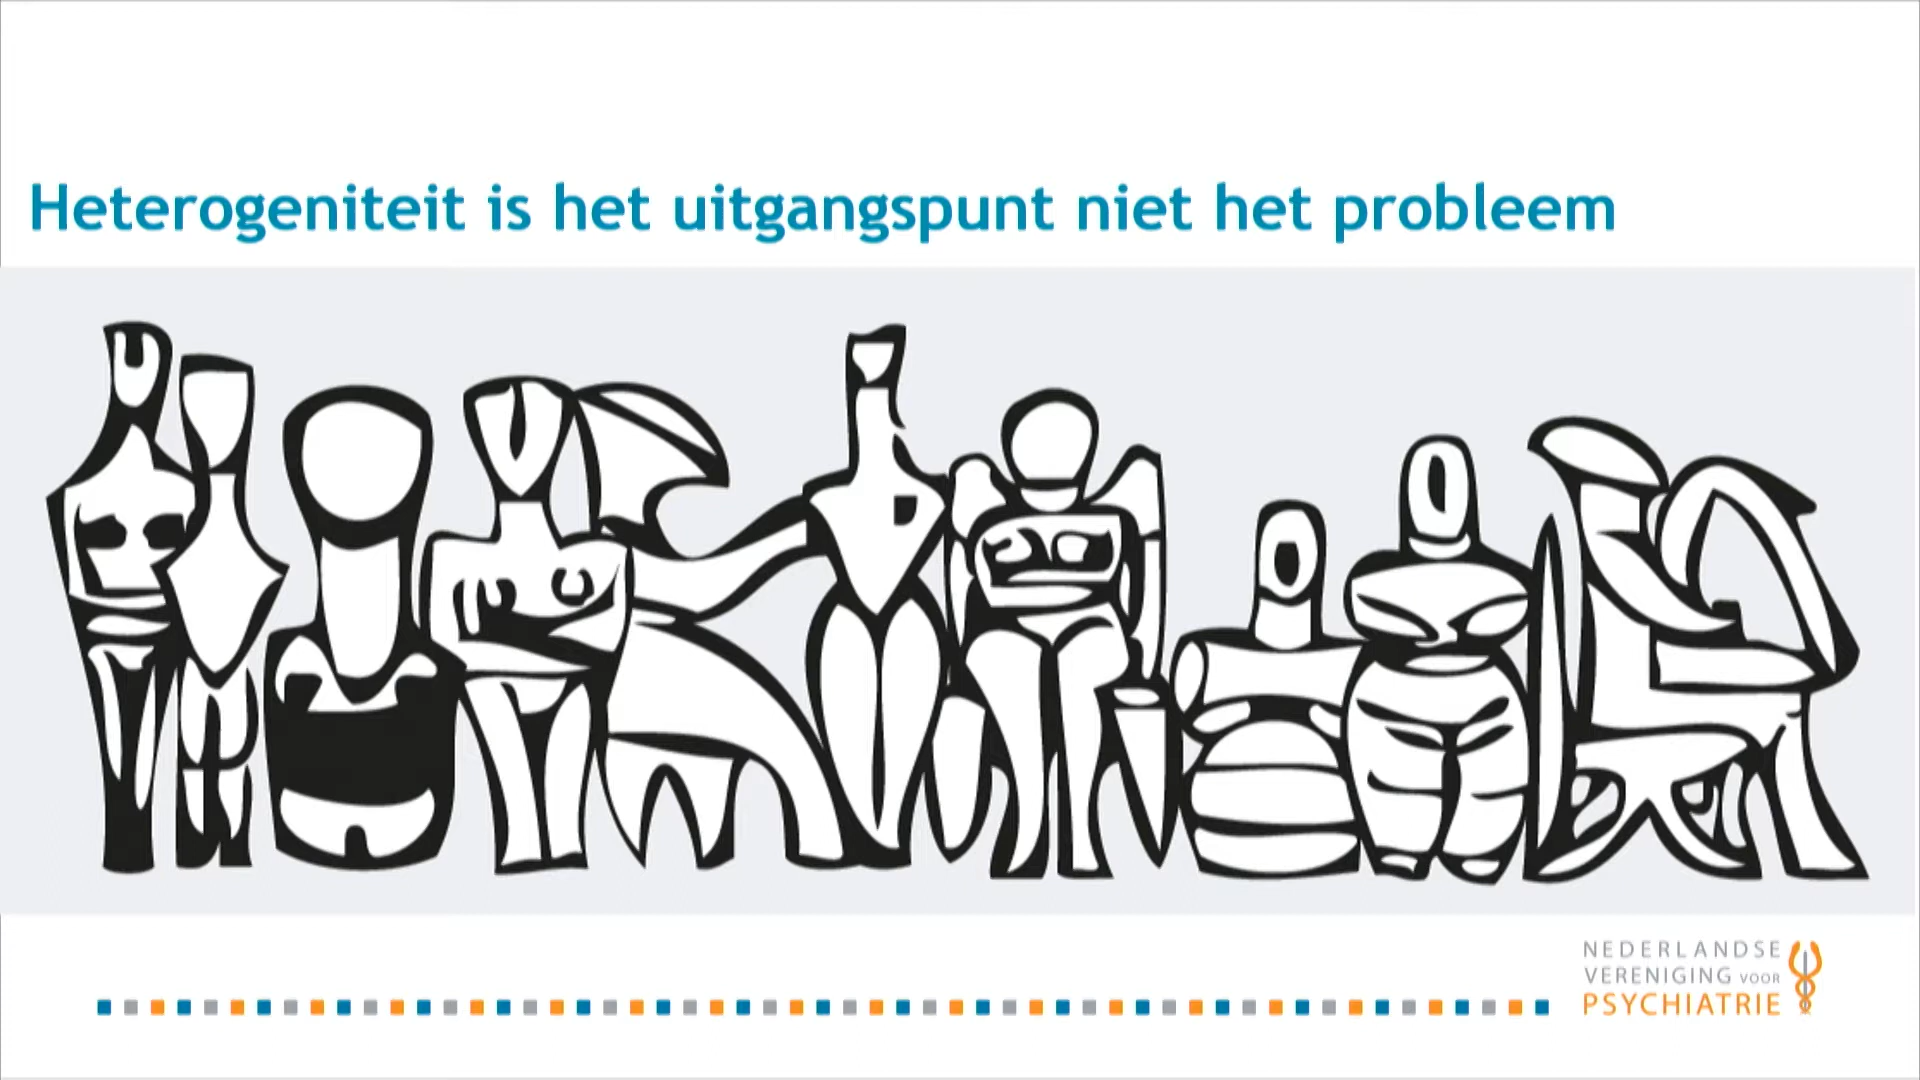 Heterogeniteit is het uitgangspunt niet het probleem
NEDERLANDSE
VERENIGING VOOR
PSYCHIATRIE